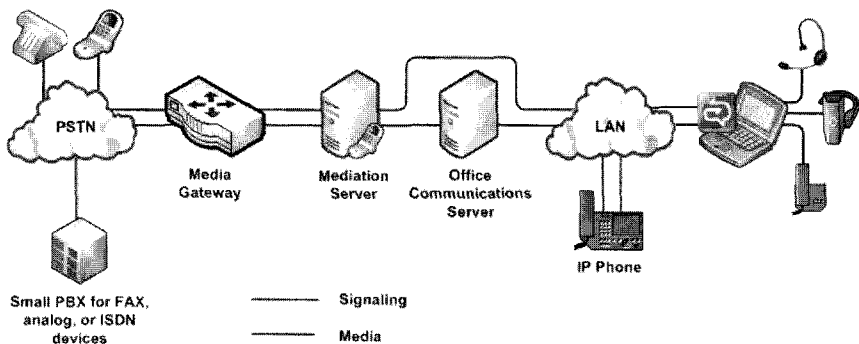 PSTN
Media
Gateway
Mediation
Server
Office
Communications
Server
LAN
IP Phone
Small PBX for FAX,
analog, or ISDN
devices
Signaling
Media